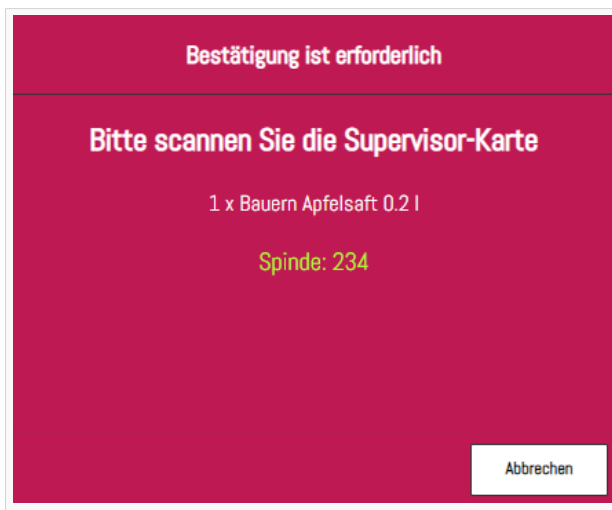 Bestätigung ist erforderlich
Bitte scannen Sie die Supervisor-Karte
1 x Bauern Apfelsaft 0.2 l
Spinde: 234
Abbrechen